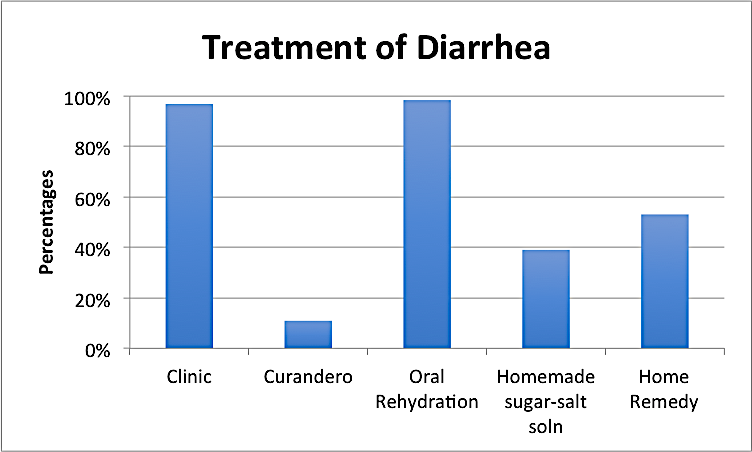 Treatment of Diarrhea
Percentages
100%
80%
60%
40%
20%
0%
Clinic
Curandero
Oral
Rehydration
Homemade
sugar-salt
soln
Home
Remedy